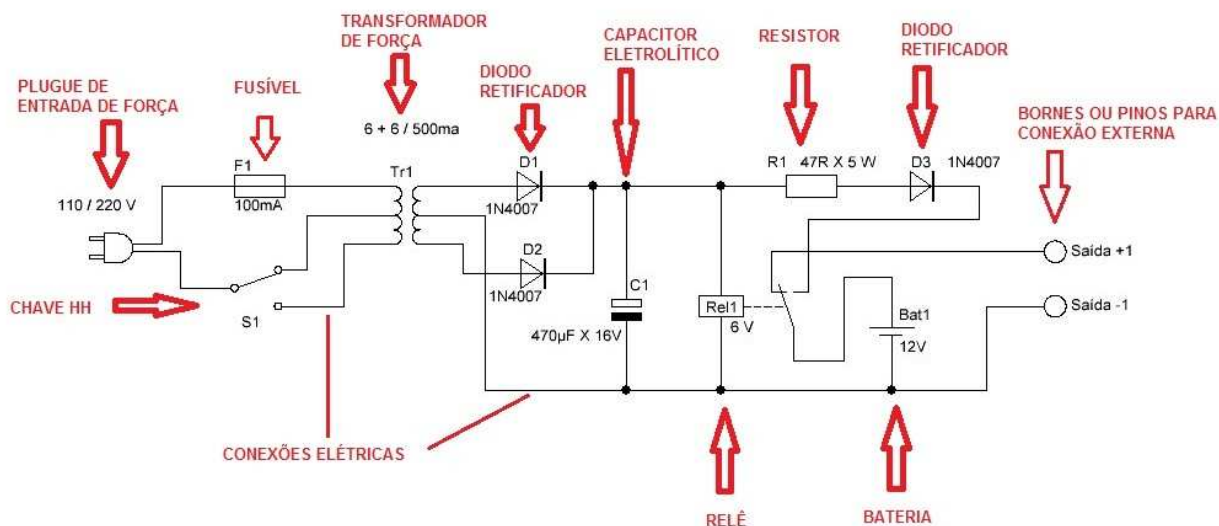 TRANSFORMADOR
DE FORÇA
CAPACITOR
ELETROLÍTICO
RESISTOR
DIODO
RETIFICADOR
PLUGUE DE
ENTRADA DE FORÇA
FUSÍVEL
DIODO
RETIFICADOR
BORNES OU PINOS PARA
CONEXÃO EXTERNA
6 + 6 / 500ma
F1
100mA
Tr1
D1
1N4007
R1 47R X 5 W
D3 1N4007
110 / 220 V
D2
1N4007
Saída +1
CHAVE HH
S1
C1
470µF X 16V
Rel1
6 V
Bat1
12V
Saída -1
CONEXÕES ELÉTRICAS
RELÊ
BATERIA